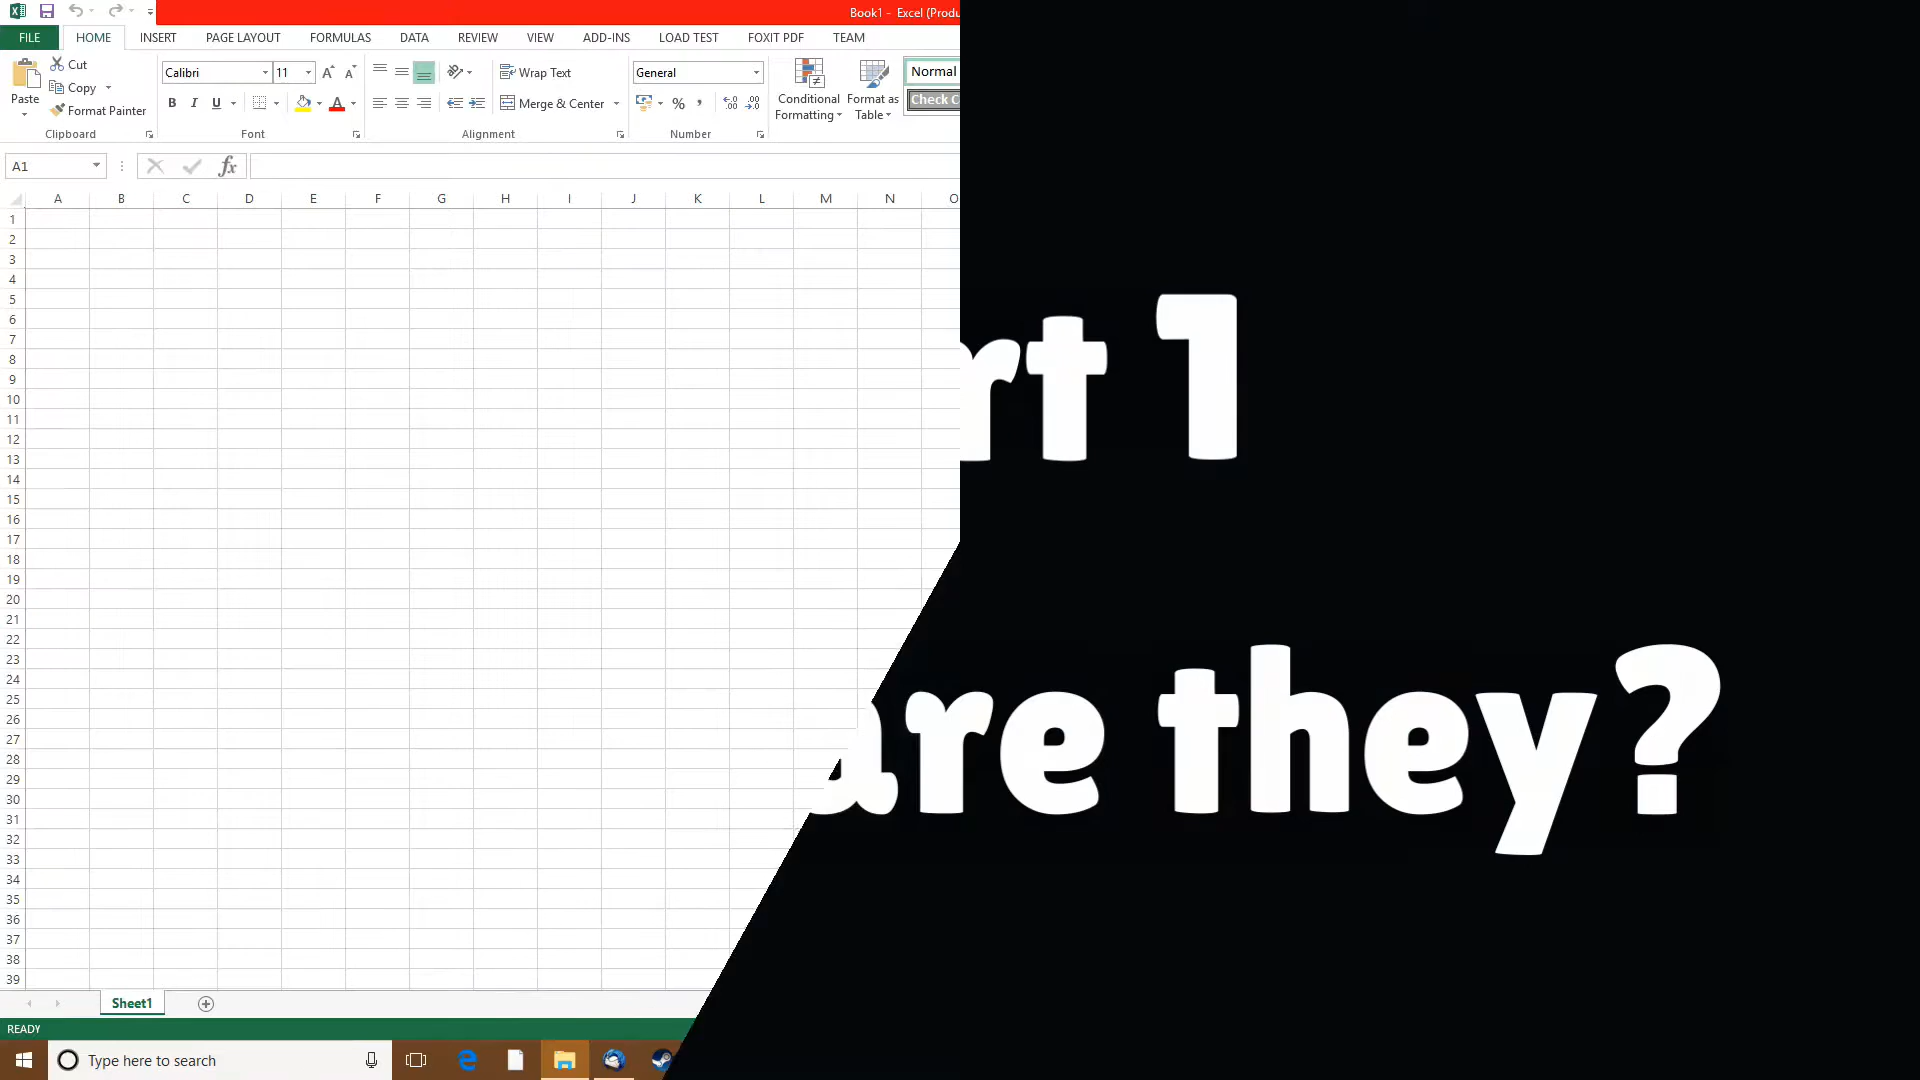 Book1 - Excel (Produ
FILE HOME INSERT PAGE LAYOUT FORMULAS DATA REVIEW VIEW ADD-INS LOAD TEST FOXIT PDF TEAM
Cut
Calibri 11 Wrap Text General Normal
Copy
Paste Format Painter B I U Merge & Center % Conditional Formatting Format as Table Check C
Clipboard Font Alignment Number
A1 fx
A B C D E F G H I J K L M N O
1
2
3
4
5
6
7
8
9
10
11
12
13
14
15
16
17
18
19
20
21
22
23
24
25
26
27
28
29
30
31
32
33
34
35
36
37
38
39
rt 1
are they?
Sheet1
READY
Type here to search